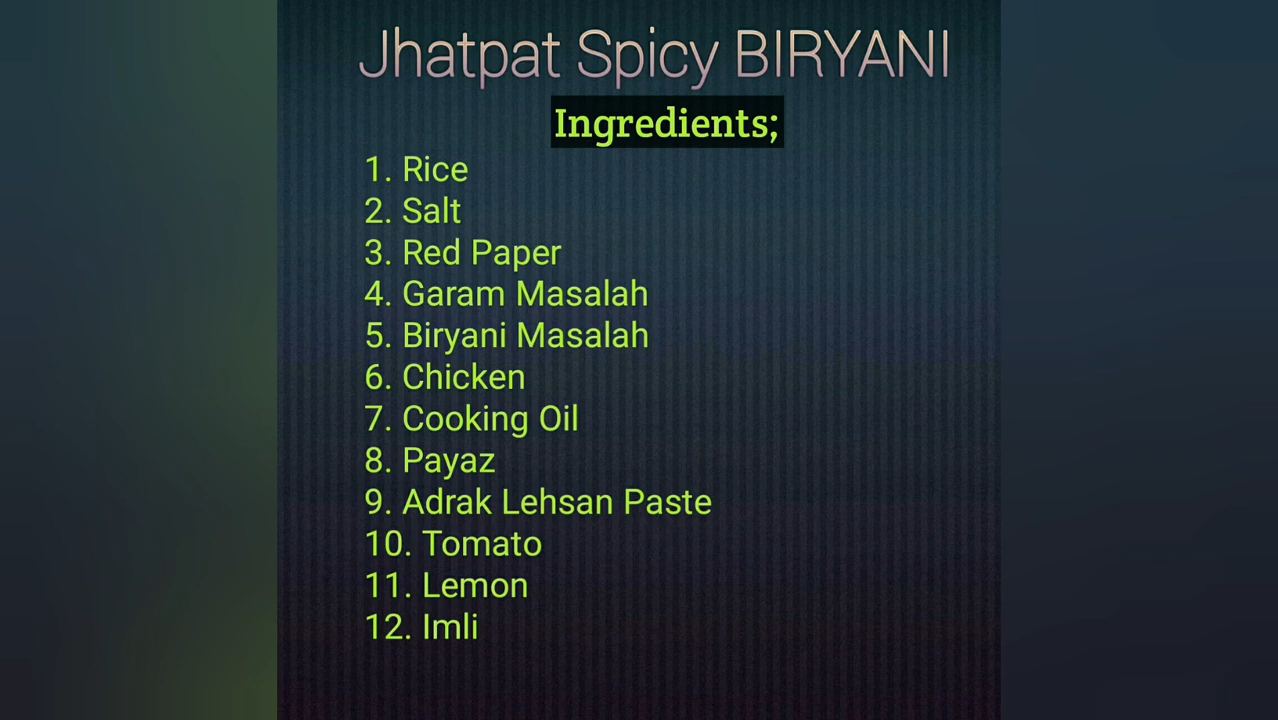 Jhatpat Spicy BIRYANI
Ingredients;
1. Rice
2. Salt
3. Red Paper
4. Garam Masalah
5. Biryani Masalah
6. Chicken
7. Cooking Oil
8. Payaz
9. Adrak Lehsan Paste
10. Tomato
11. Lemon
12. Imli